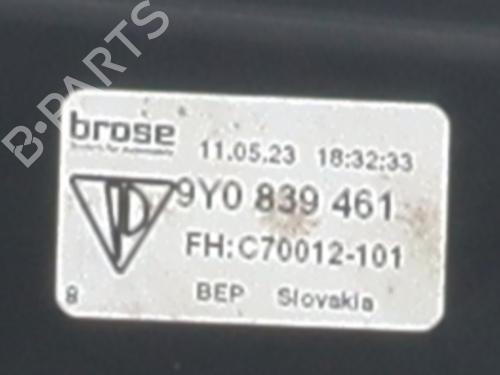 B-PARTS
brose
11.05.23 18:32:33
9Y0 839 461
FH:C70012-101
8 BEP Slovakia